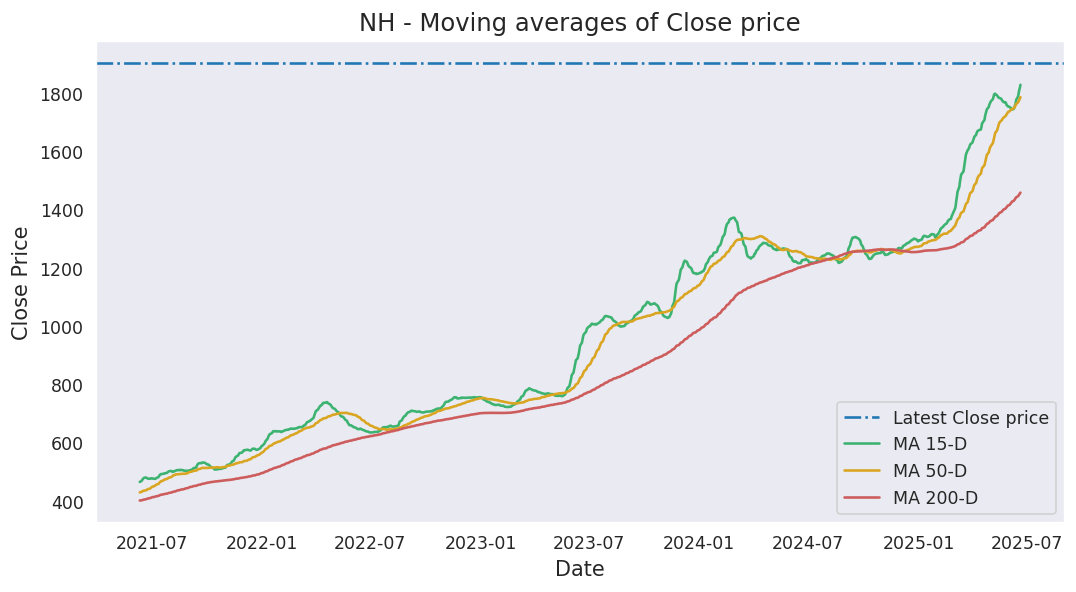 NH - Moving averages of Close price
Close Price
1800
1600
1400
1200
1000
800
600
400
Latest Close price
MA 15-D
MA 50-D
MA 200-D
2021-07 2022-01 2022-07 2023-01 2023-07 2024-01 2024-07 2025-01 2025-07
Date